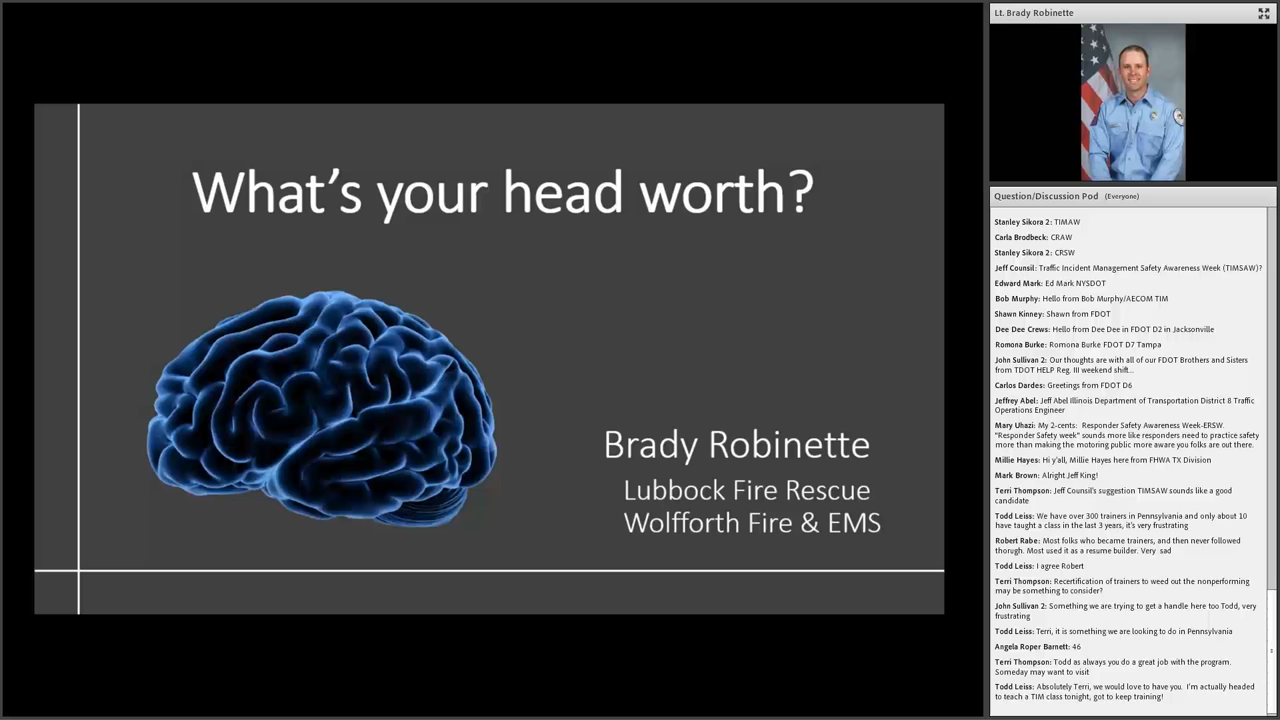 What's your head worth?
Brady Robinette
Lubbock Fire Rescue
Wolfforth Fire & EMS
Lt. Brady Robinette
Question/Discussion Pod (Everyone)
Stanley Sikora 2: TIMAW
Carla Brodbeck: CRAW
Stanley Sikora 2: CRSW
Jeff Counsil: Traffic Incident Management Safety Awareness Week (TIMSAW)?
Edward Mark: Ed Mark NYSDOT
Bob Murphy: Hello from Bob Murphy/AECOM TIM
Shawn Kinney: Shawn from FDOT
Dee Dee Crews: Hello from Dee Dee in FDOT D2 in Jacksonville
Romona Burke: Romona Burke FDOT D7 Tampa
John Sullivan 2: Our thoughts are with all of our FDOT Brothers and Sisters
from TDOT HELP Reg. III weekend shift...
Carlos Dardes: Greetings from FDOT D6
Jeffrey Abel: Jeff Abel Illinois Department of Transportation District 8 Traffic
Operations Engineer
Mary Uhazi: My 2-cents: Responder Safety Awareness Week-ERSW.
"Responder Safety week" sounds more like responders need to practice safety
more than making the motoring public more aware you folks are out there.
Millie Hayes: Hi y'all, Millie Hayes here from FHWA TX Division
Mark Brown: Alright Jeff King!
Terri Thompson: Jeff Counsil's suggestion TIMSAW sounds like a good
candidate
Todd Leiss: We have over 300 trainers in Pennsylvania and only about 10
have taught a class in the last 3 years, it's very frustrating
Robert Rabe: Most folks who became trainers, and then never followed
thorugh. Most used it as a resume builder. Very sad
Todd Leiss: I agree Robert
Terri Thompson: Recertification of trainers to weed out the nonperforming
may be something to consider?
John Sullivan 2: Something we are trying to get a handle here too Todd, very
frustrating
Todd Leiss: Terri, it is something we are looking to do in Pennsylvania
Angela Roper Barnett: 46
Terri Thompson: Todd as always you do a great job with the program.
Someday may want to visit
Todd Leiss: Absolutely Terri, we would love to have you. I'm actually headed
to teach a TIM class tonight, got to keep training!